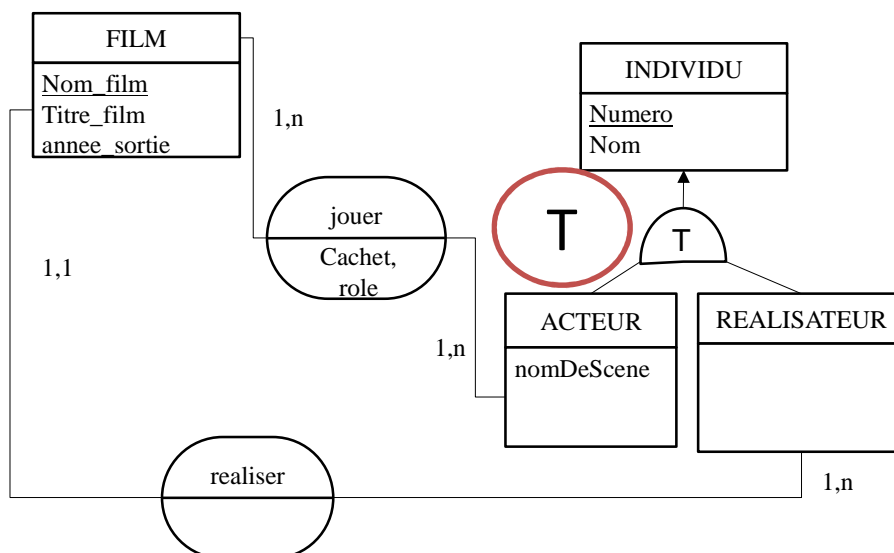 FILM
Nom_film
Titre_film
annee_sortie
1,n
INDIVIDU
Numero
Nom
T
T
jouer
Cachet,
role
1,1
1,n
ACTEUR
nomDeScene
REALISATEUR
realiser
1,n